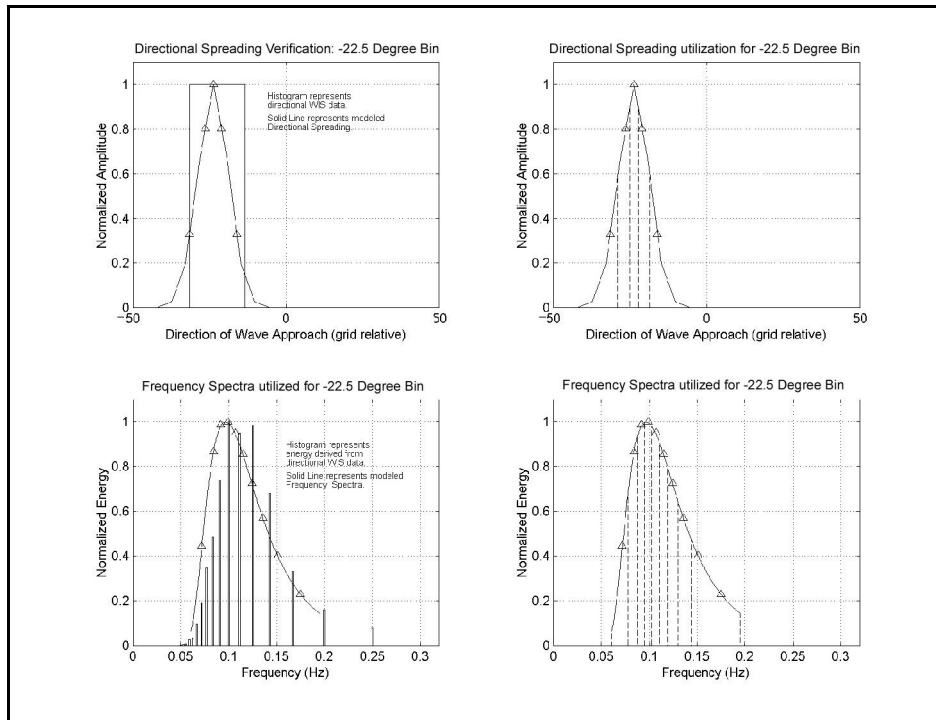 Directional Spreading Verification: -22.5 Degree Bin
1
0.8
0.6
0.4
0.2
0
Normalized Amplitude
Histogram represents
directional WIS data.
Solid Line represents modeled
Directional Spreading.
−50
0
50
Direction of Wave Approach (grid relative)
Directional Spreading utilization for -22.5 Degree Bin
1
0.8
0.6
0.4
0.2
0
Normalized Amplitude
−50
0
50
Direction of Wave Approach (grid relative)
Frequency Spectra utilized for -22.5 Degree Bin
1
0.8
0.6
0.4
0.2
0
Normalized Energy
Histogram represents
energy derived from
directional WIS data.
Solid Line represents modeled
Frequency Spectra.
0
0.05
0.1
0.15
0.2
0.25
0.3
Frequency (Hz)
Frequency Spectra utilized for -22.5 Degree Bin
1
0.8
0.6
0.4
0.2
0
Normalized Energy
0
0.05
0.1
0.15
0.2
0.25
0.3
Frequency (Hz)